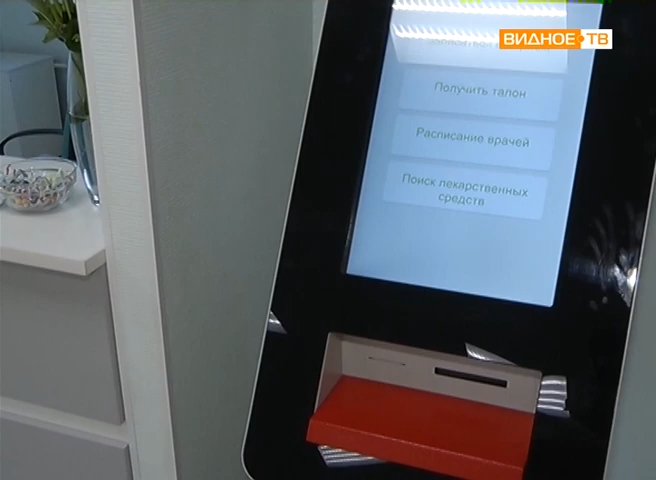 ВИДНОЕ ТВ
Получить талон
Расписание врачей
Поиск лекарственных
средств